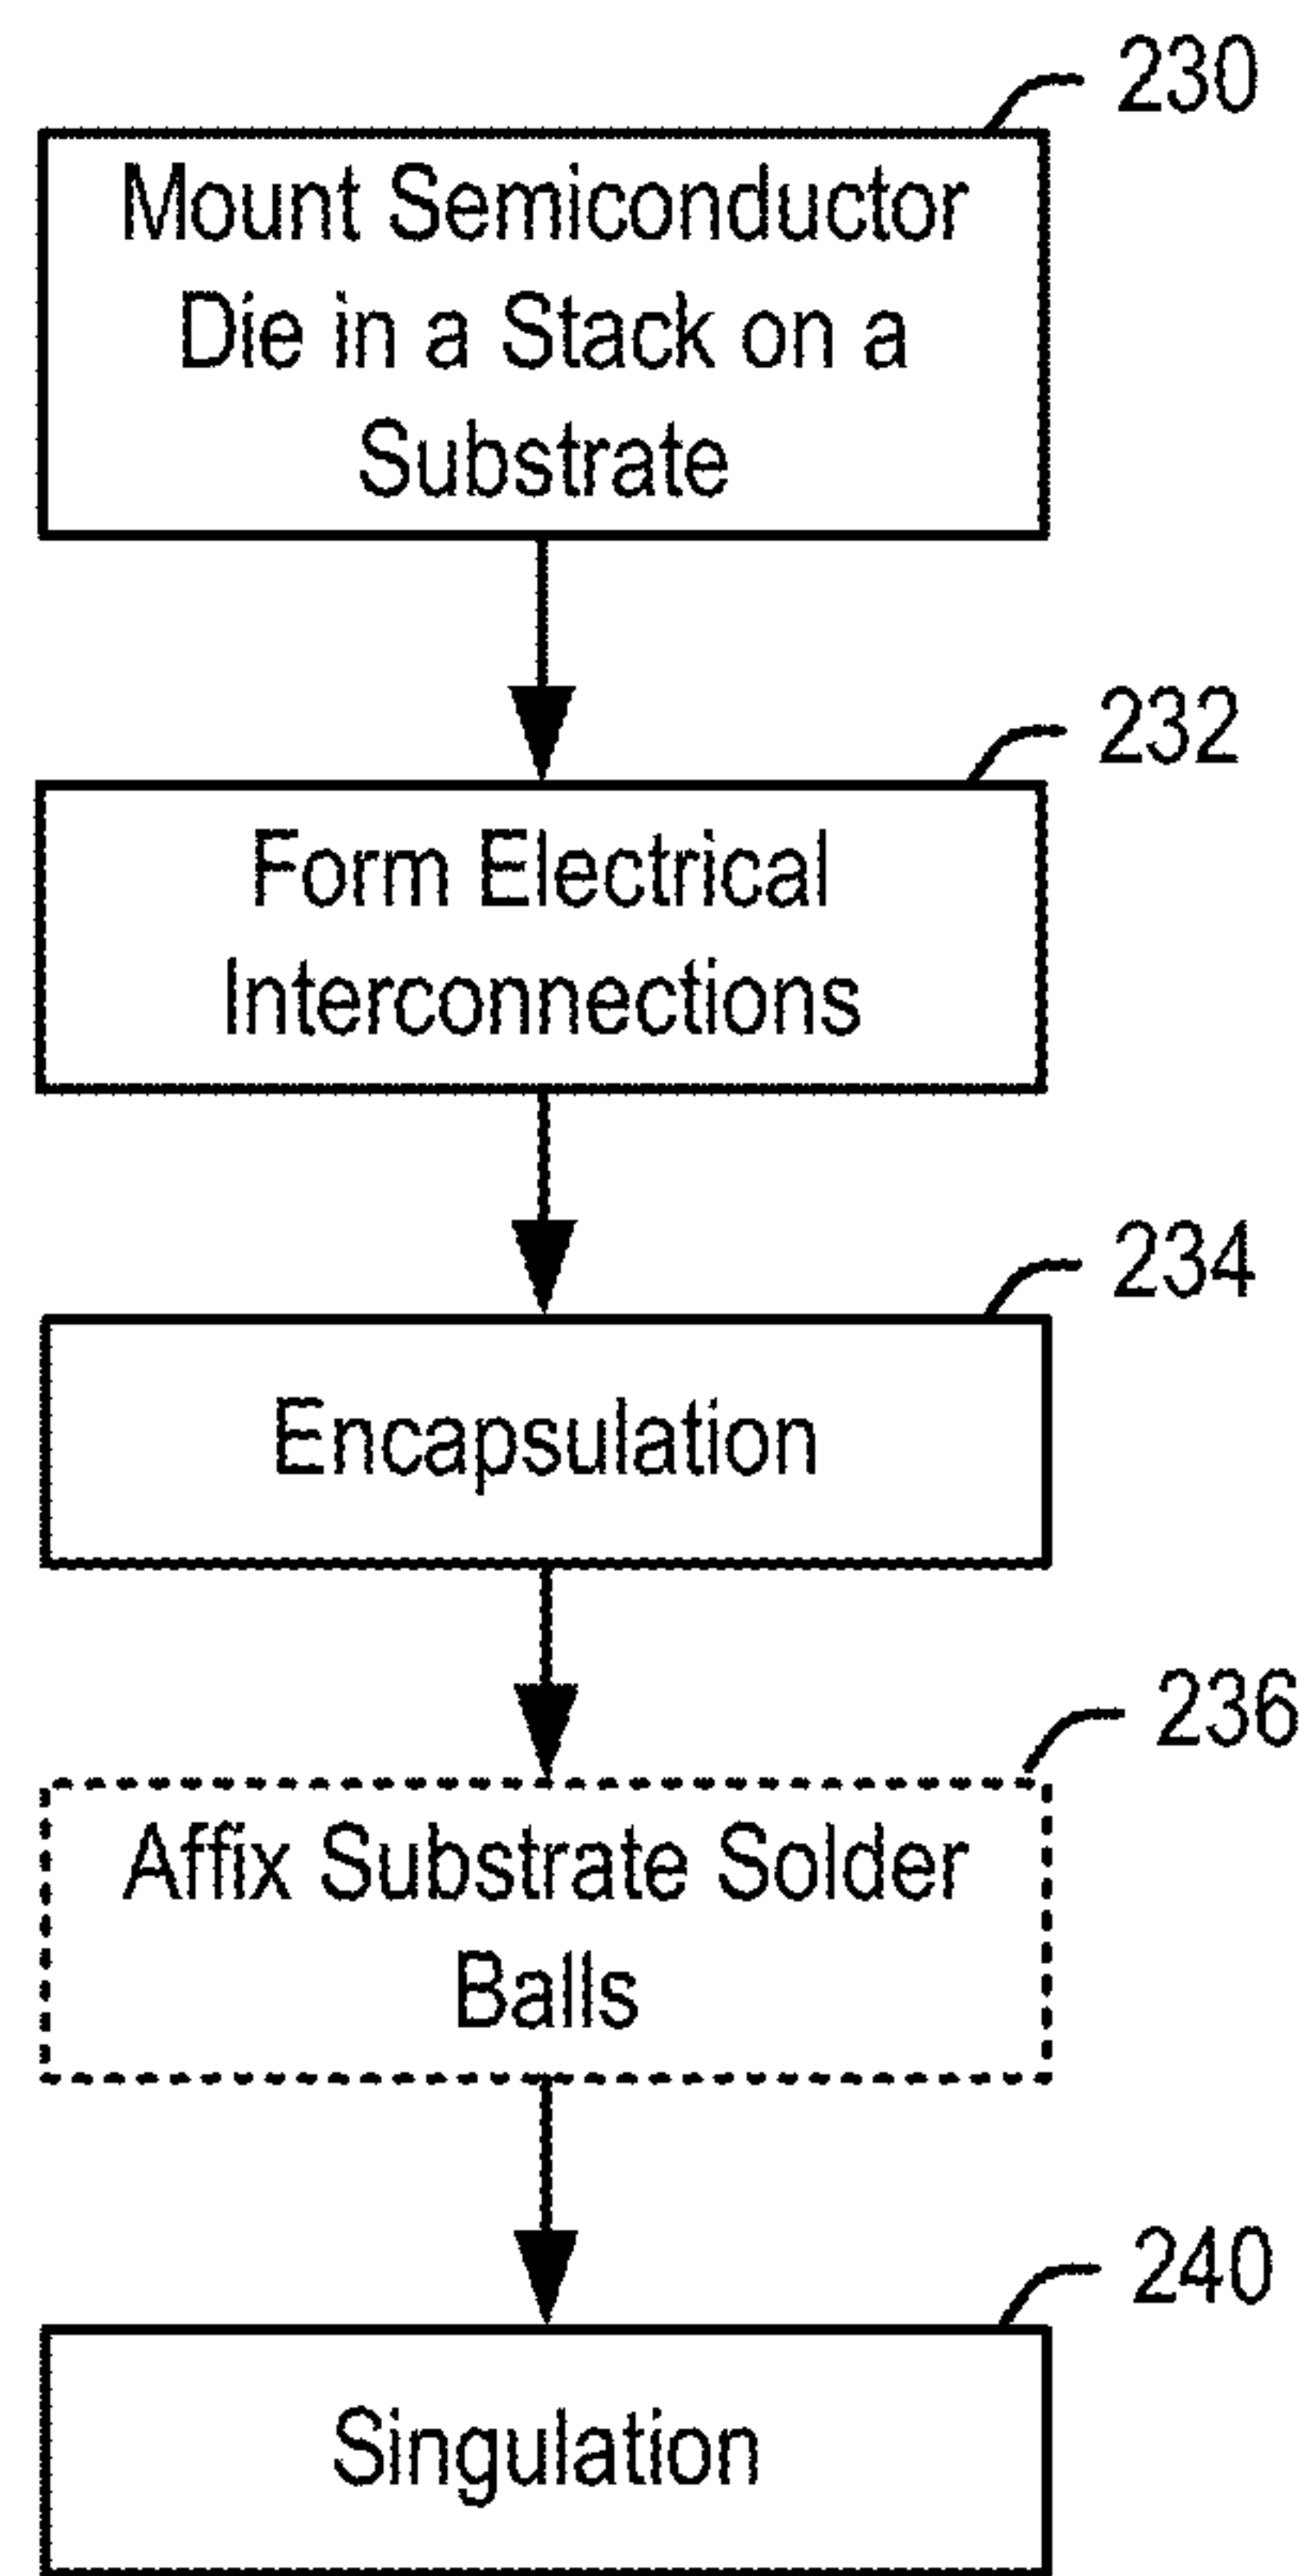 230
Mount Semiconductor
Die in a Stack on a
Substrate
232
Form Electrical
Interconnections
234
Encapsulation
236
Affix Substrate Solder
Balls
240
Singulation